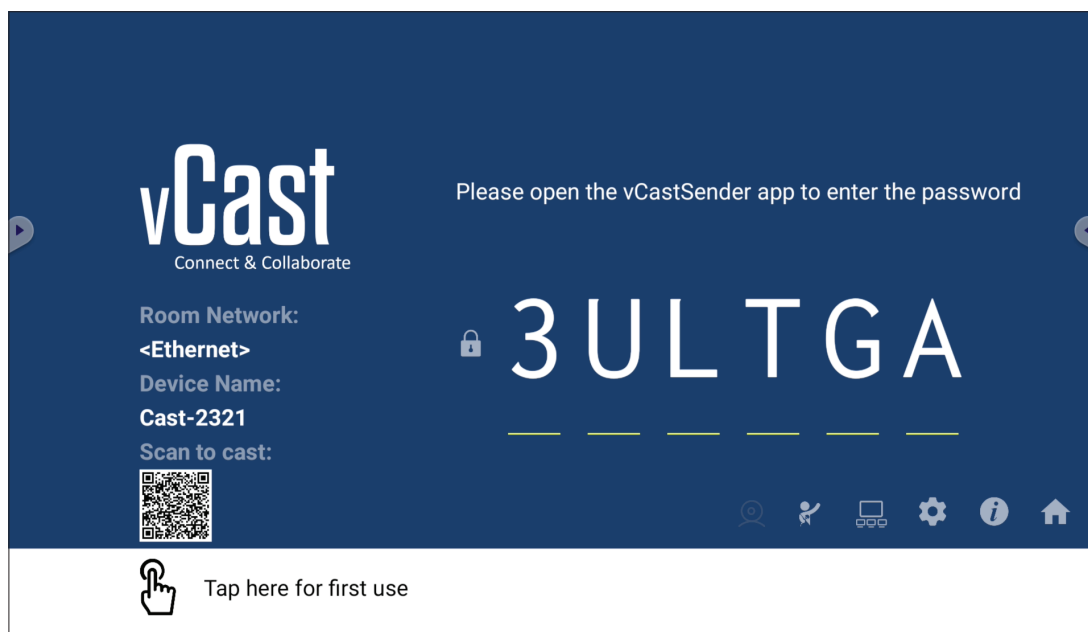 vCast
Connect & Collaborate
Please open the vCastSender app to enter the password
Room Network:
<Ethernet>
Device Name:
Cast-2321
Scan to cast:
3ULTGA
Tap here for first use